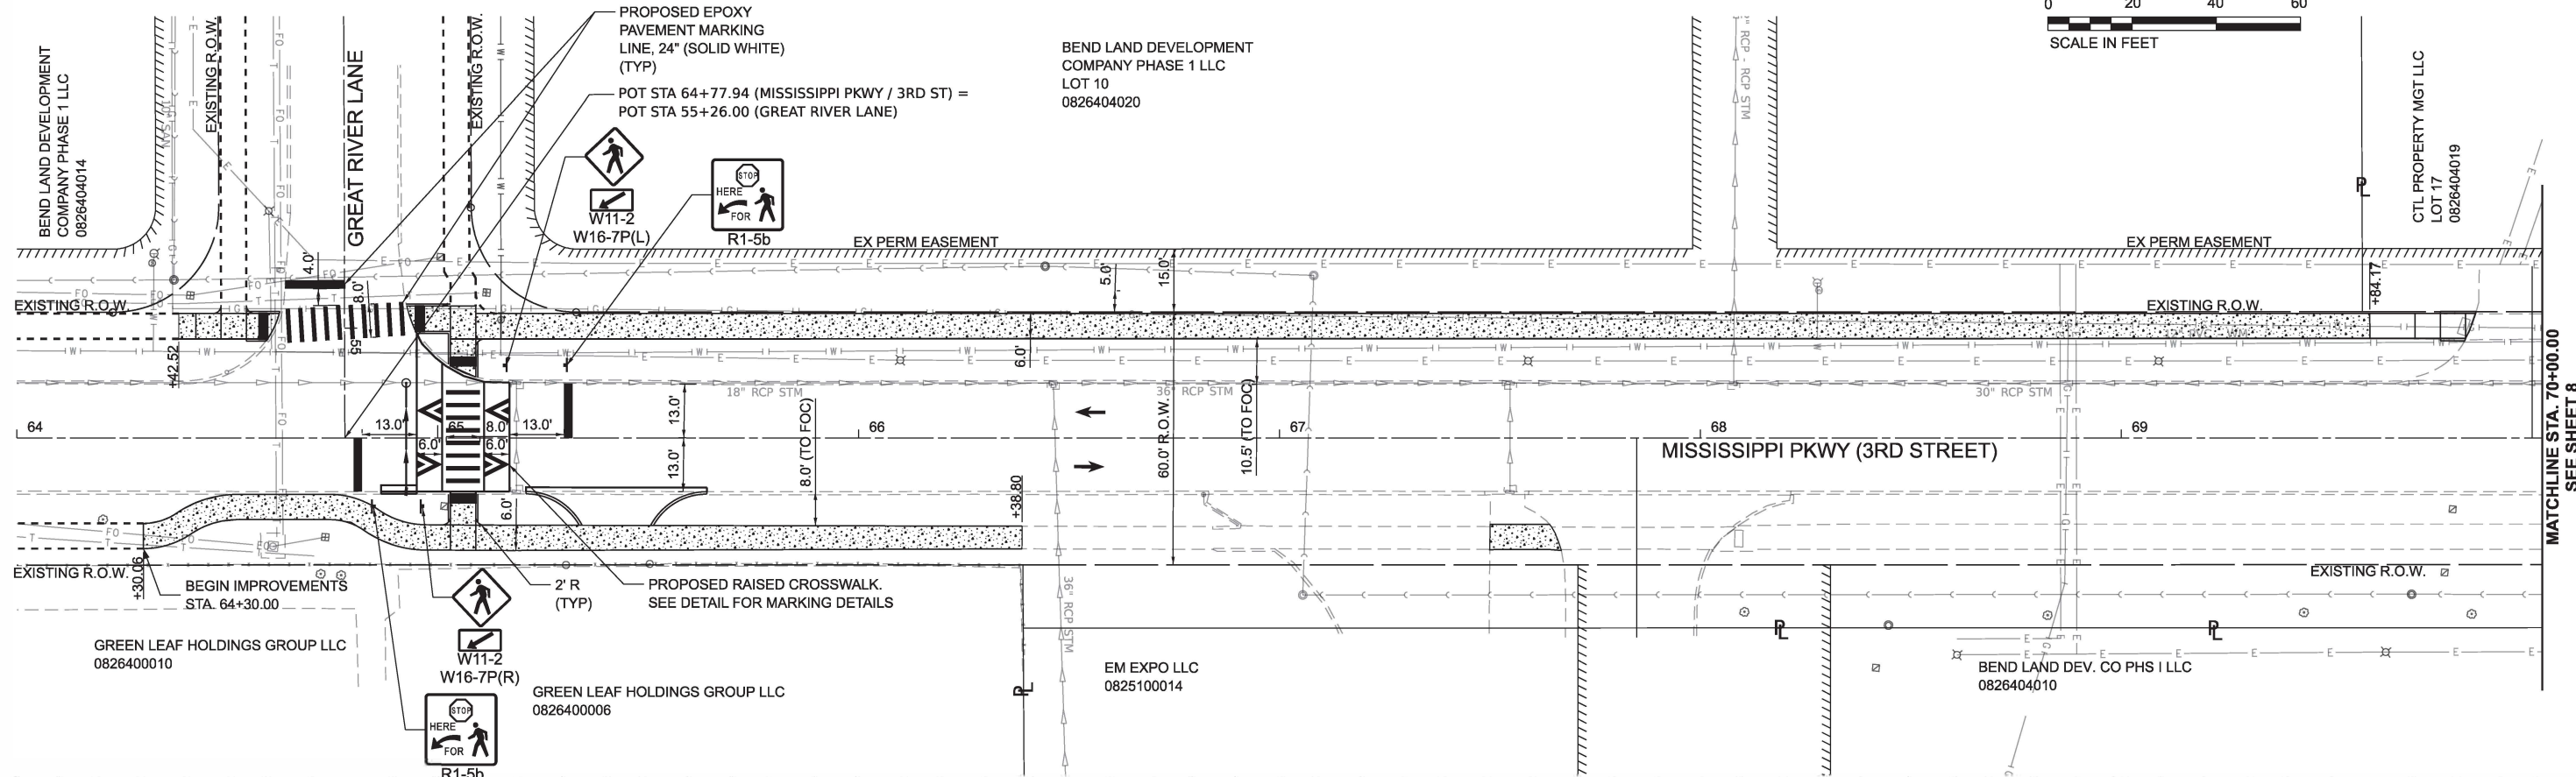 PROPOSED EPOXY
PAVEMENT MARKING
LINE, 24" (SOLID WHITE)
(TYP)
POT STA 64+77.94 (MISSISSIPPI PKWY / 3RD ST) =
POT STA 55+26.00 (GREAT RIVER LANE)
BEND LAND DEVELOPMENT
COMPANY PHASE 1 LLC
LOT 10
0826404020
0 20 40 60
SCALE IN FEET
BEND LAND DEVELOPMENT
COMPANY PHASE 1 LLC
0826404014
EXISTING R.O.W.
GREAT RIVER LANE
EXISTING R.O.W.
W11-2
W16-7P(L)
STOP
HERE
FOR
R1-5b
RCP - RCP STM
CTL PROPERTY MGT LLC
LOT 17
0826404019
EX PERM EASEMENT
EX PERM EASEMENT
EXISTING R.O.W.
EXISTING R.O.W.
4.0'
8.0'
55
5.0'
15.0'
+84.17
+42.52
6.0'
18" RCP STM
36" RCP STM
30" RCP STM
64
65
66
67
68
69
13.0'
6.0'
8.0'
6.0'
13.0'
13.0'
13.0'
8.0' (TO FOC)
60.0' R.O.W.
10.5' (TO FOC)
MISSISSIPPI PKWY (3RD STREET)
MATCHLINE STA. 70+00.00
SEE SHEET 8
6.0'
+38.80
EXISTING R.O.W.
+30.06
BEGIN IMPROVEMENTS
STA. 64+30.00
2' R
(TYP)
PROPOSED RAISED CROSSWALK.
SEE DETAIL FOR MARKING DETAILS
36" RCP STM
EXISTING R.O.W.
GREEN LEAF HOLDINGS GROUP LLC
0826400010
W11-2
W16-7P(R)
GREEN LEAF HOLDINGS GROUP LLC
0826400006
EM EXPO LLC
0825100014
BEND LAND DEV. CO PHS I LLC
0826404010
STOP
HERE
FOR
R1-5b